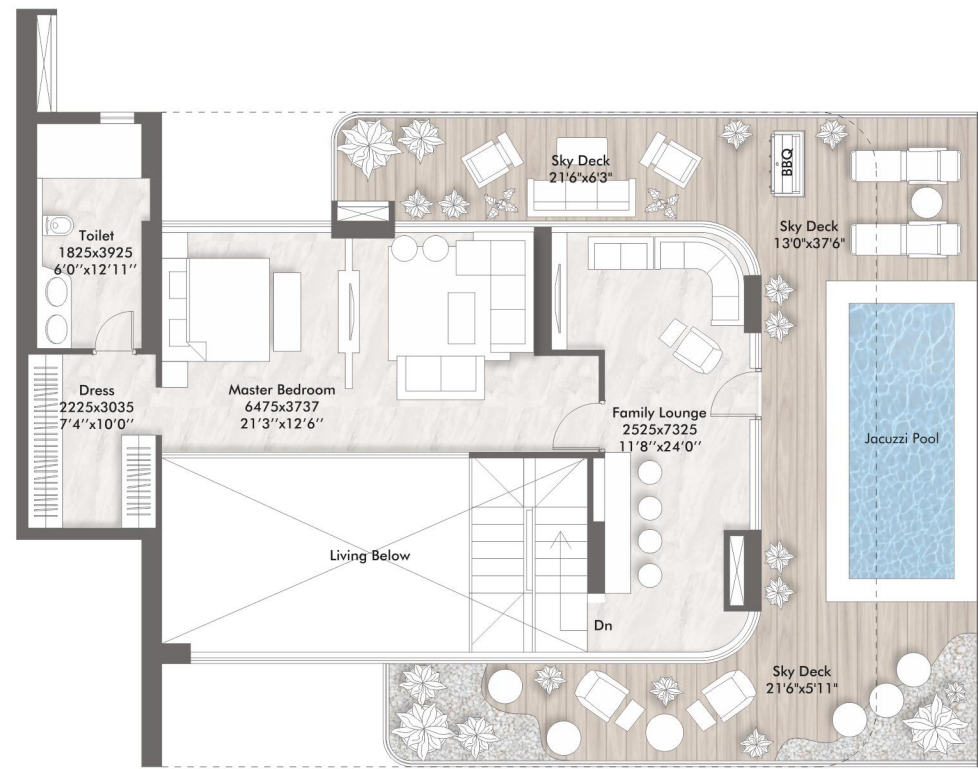 Sky Deck
21'6"x6'3"
BBQ
Sky Deck
13'0"x37'6"
Toilet
1825x3925
6'0''x12'11''
Dress
2225x3035
7'4''x10'0''
Master Bedroom
6475x3737
21'3''x12'6''
Family Lounge
2525x7325
11'8''x24'0''
Jacuzzi Pool
Living Below
Dn
Sky Deck
21'6"x5'11"